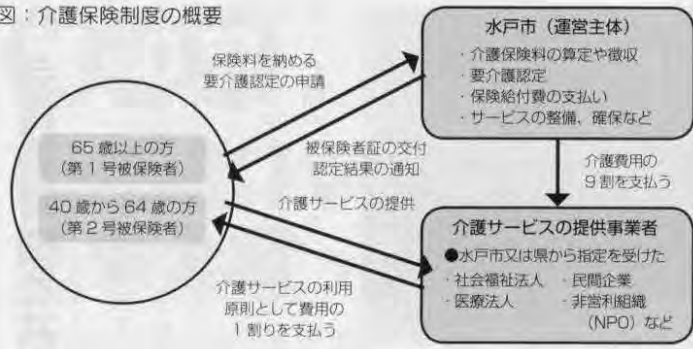 図：介護保険制度の概要
水戸市（運営主体）
・介護保険料の算定や徴収
・要介護認定
・保険給付費の支払い
・サービスの整備、確保など
保険料を納める
要介護認定の申請
65歳以上の方
（第1号被保険者）
40歳から64歳の方
（第2号被保険者）
被保険者証の交付
認定結果の通知
介護サービスの提供
介護費用の
9割を支払う
介護サービスの提供事業者
●水戸市又は県から指定を受けた
・社会福祉法人 ・民間企業
・医療法人 ・非営利組織
（NPO）など
介護サービスの利用
原則として費用の
1割りを支払う